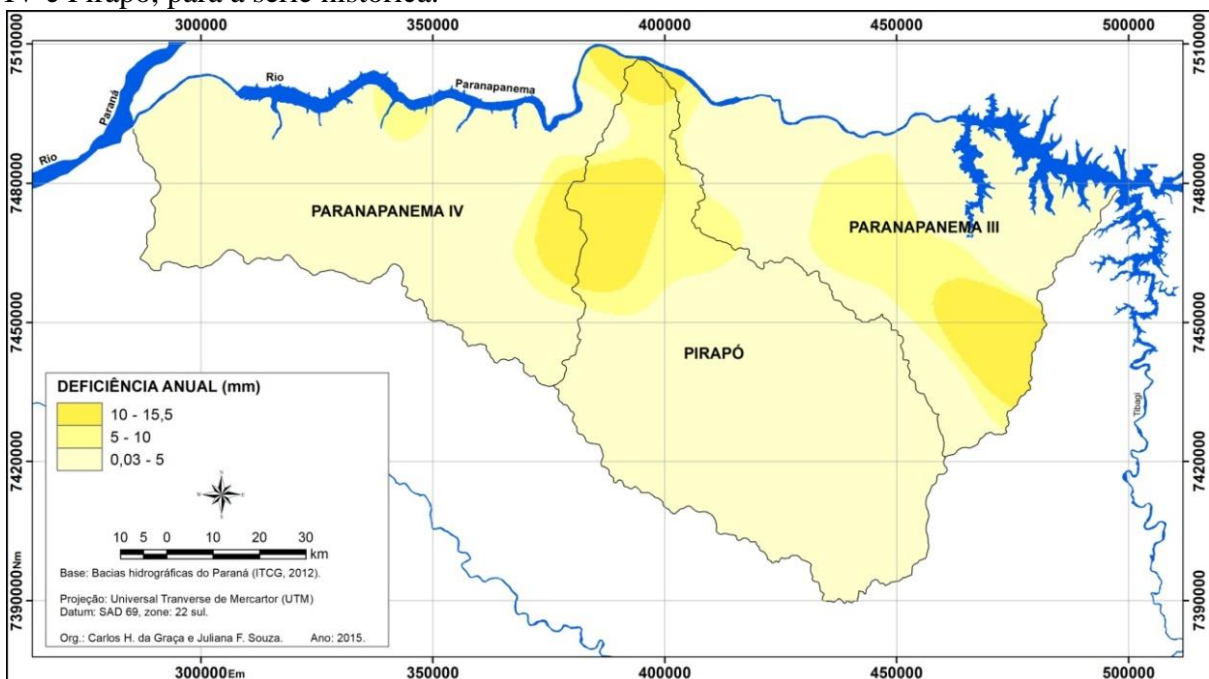 IV e Pirapó, para a série histórica.
300000 350000 400000 450000 500000
7510000 7510000
Rio Paranapanema
Paraná
Rio
7480000 7480000
PARANAPANEMA IV
PARANAPANEMA III
7450000 7450000
PIRAPÓ
DEFICIÊNCIA ANUAL (mm)
10 - 15,5
5 - 10
0,03 - 5
Tibagi
7420000 7420000
N
W E
S
10 5 0 10 20 30
km
Base: Bacias hidrográficas do Paraná (ITCG, 2012).
Projeção: Universal Tranverse de Mercartor (UTM)
Datum: SAD 69, zone: 22 sul.
Org.: Carlos H. da Graça e Juliana F. Souza. Ano: 2015.
7390000Nm 7390000
300000Em 350000 400000 450000 500000